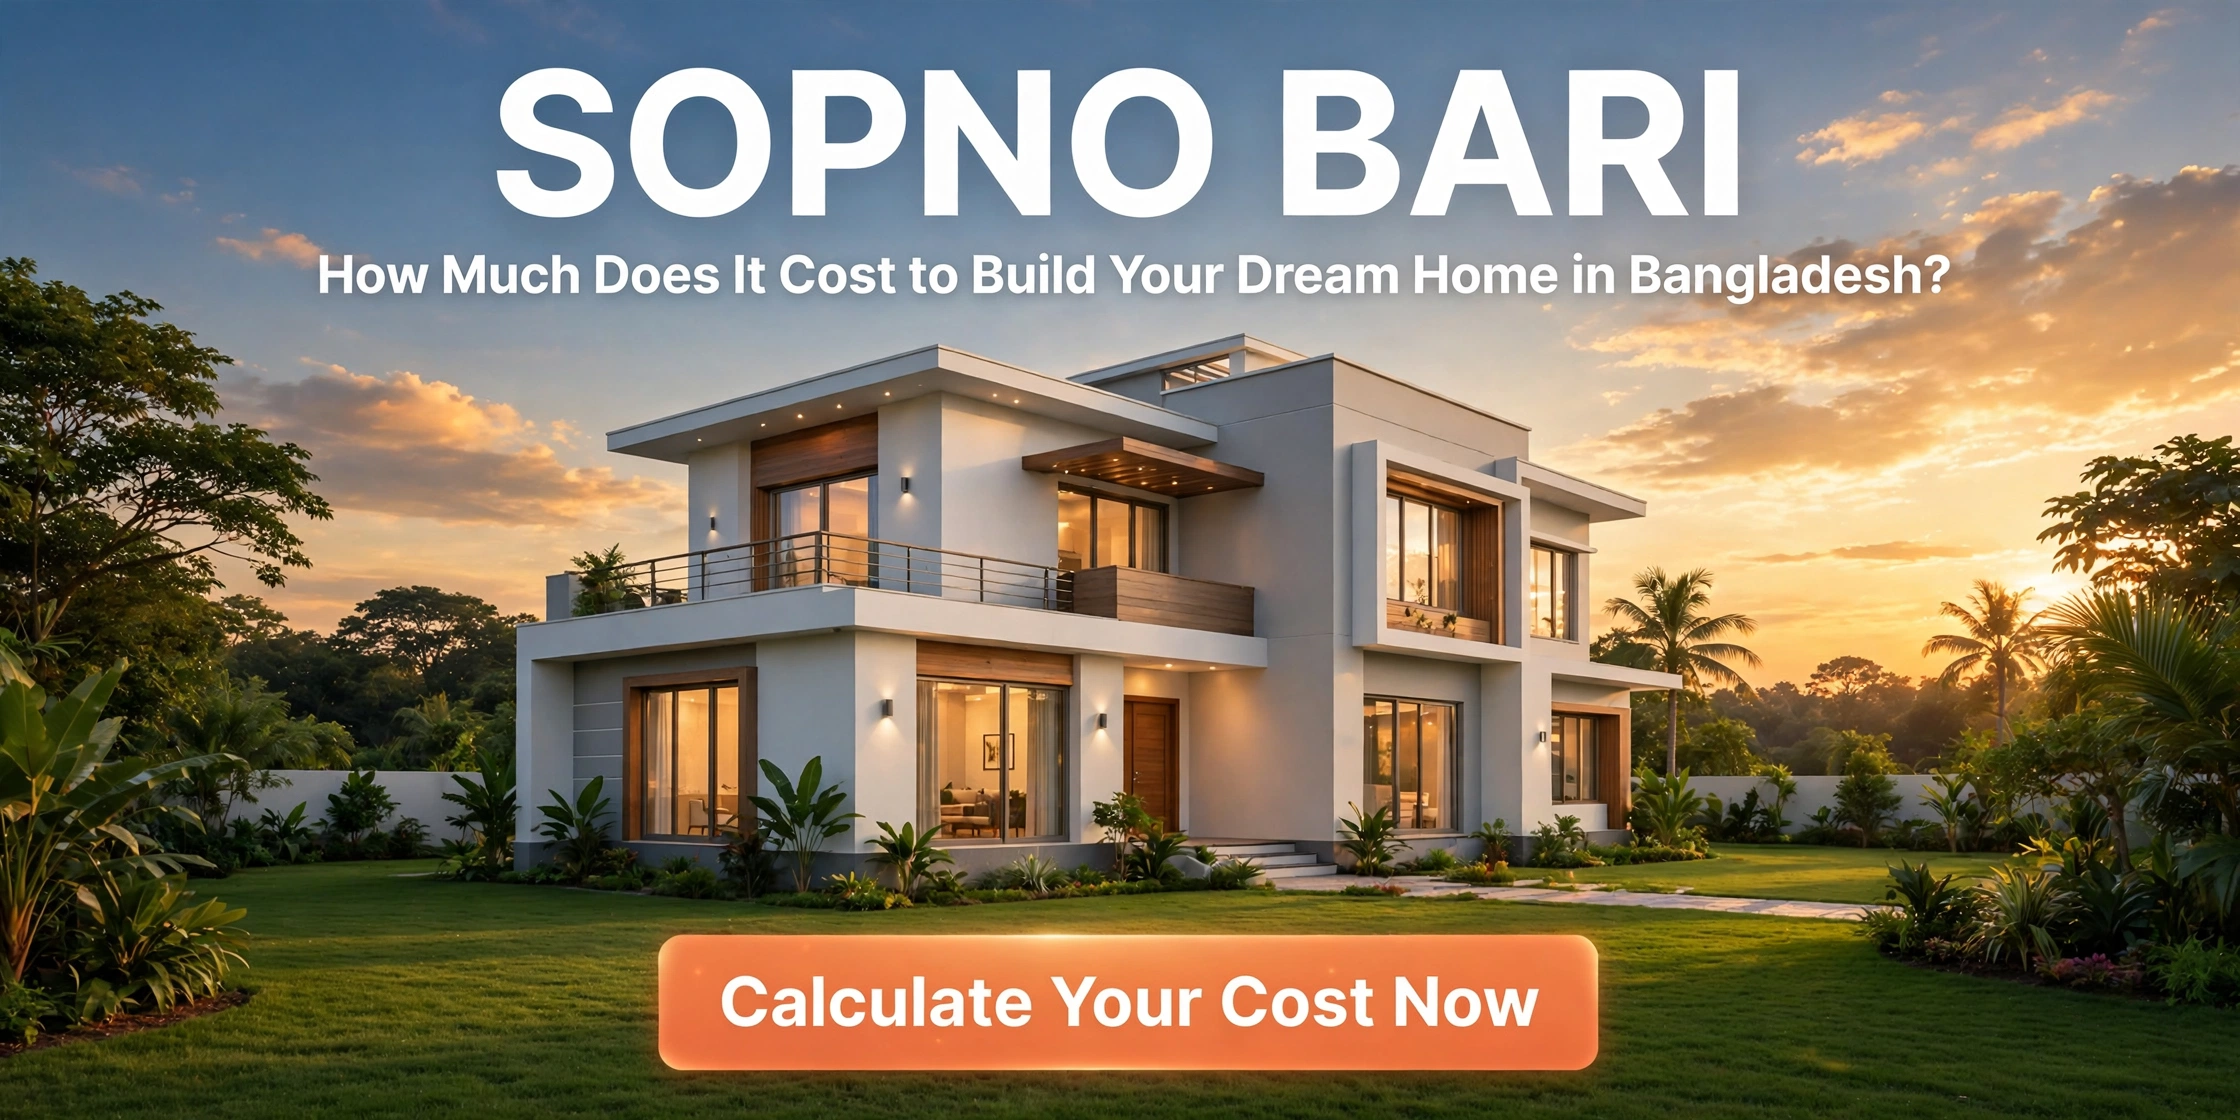 SOPNO BARI
How Much Does It Cost to Build Your Dream Home in Bangladesh?
Calculate Your Cost Now